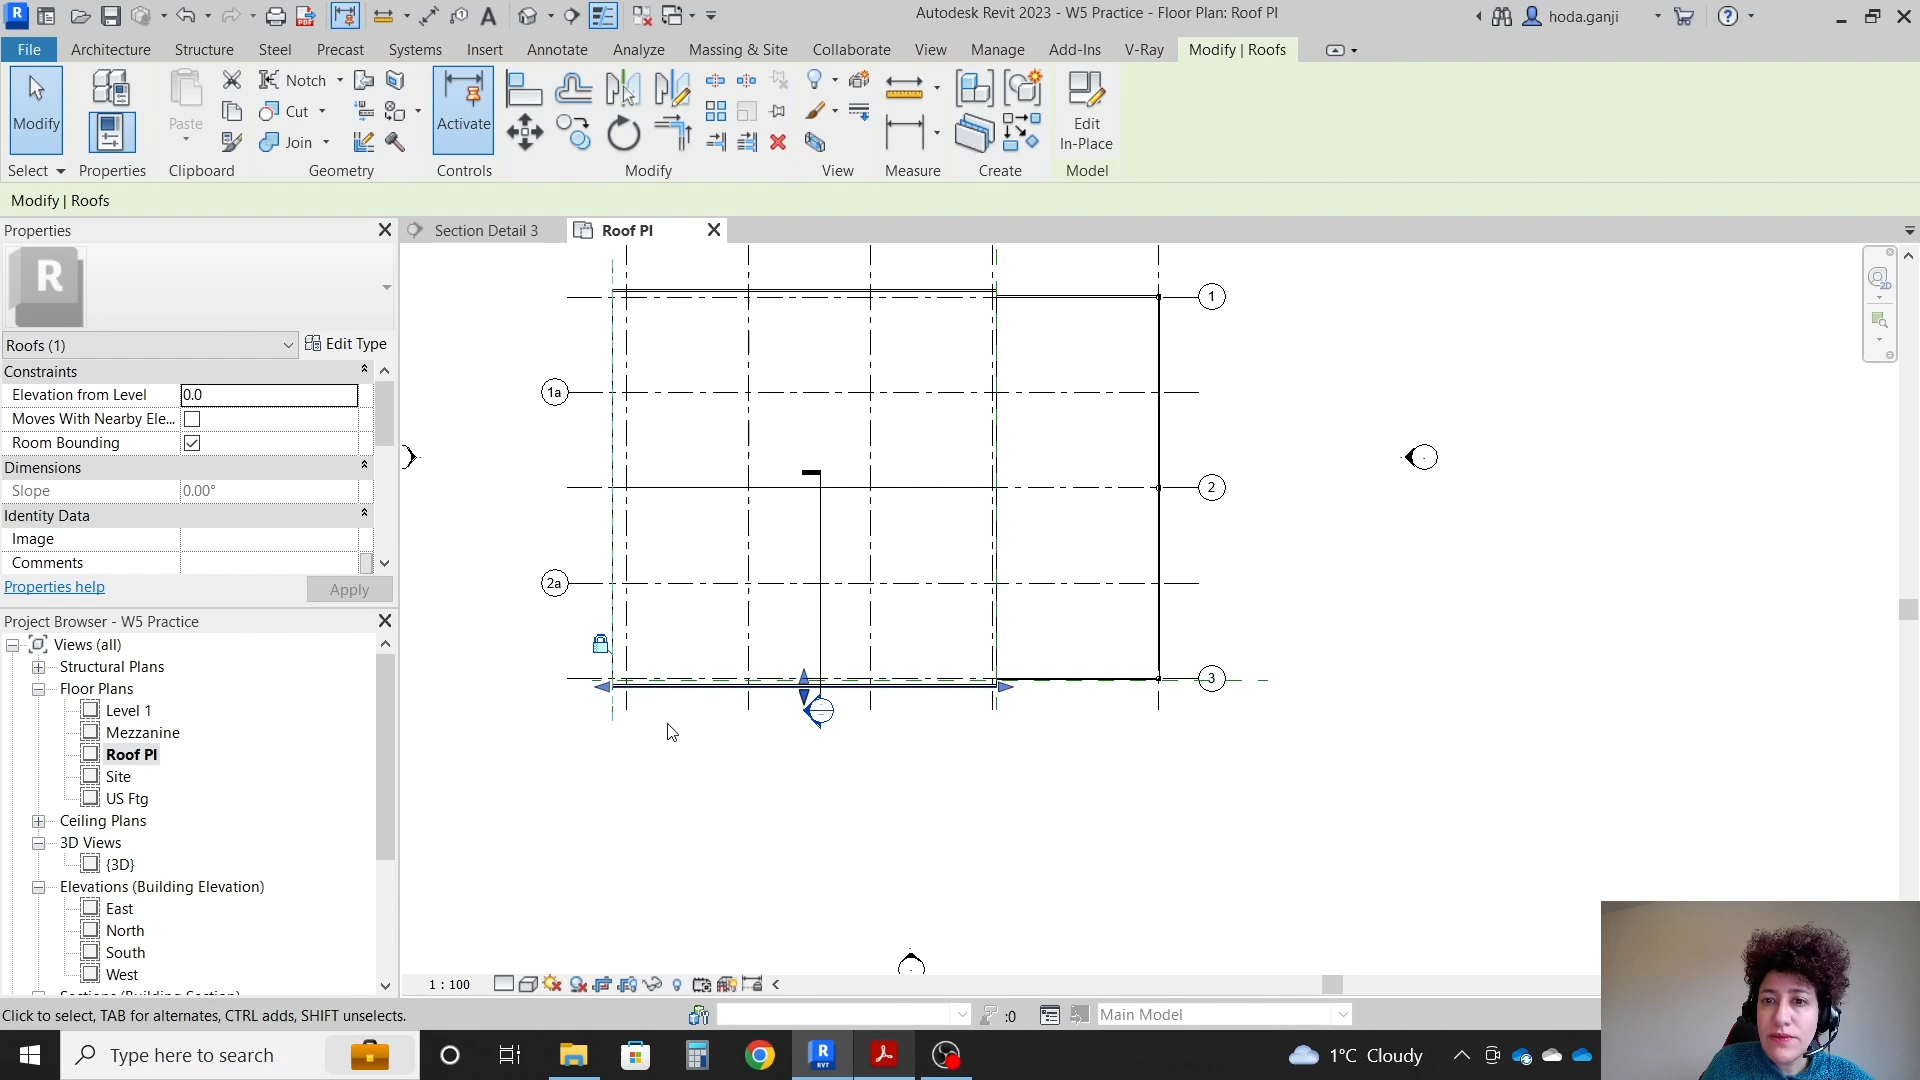 Autodesk Revit 2023 - W5 Practice - Floor Plan: Roof Pl
hoda.ganji
File Architecture Structure Steel Precast Systems Insert Annotate Analyze Massing & Site Collaborate View Manage Add-Ins V-Ray Modify | Roofs
Modify Paste Notch Cut Join Activate Edit In-Place
Select Properties Clipboard Geometry Controls Modify View Measure Create Model
Modify | Roofs
Properties
Section Detail 3 Roof Pl
R
Roofs (1) Edit Type
Constraints
Elevation from Level 0.0
Moves With Nearby Ele...
Room Bounding
Dimensions
Slope 0.00°
Identity Data
Image
Comments
Properties help Apply
Project Browser - W5 Practice
Views (all)
Structural Plans
Floor Plans
Level 1
Mezzanine
Roof Pl
Site
US Ftg
Ceiling Plans
3D Views
{3D}
Elevations (Building Elevation)
East
North
South
West
Sections (Building Section)
1
1a
2
2a
3
2D
1 : 100
Click to select, TAB for alternates, CTRL adds, SHIFT unselects.
:0 Main Model
Type here to search
R
RVT
1°C Cloudy